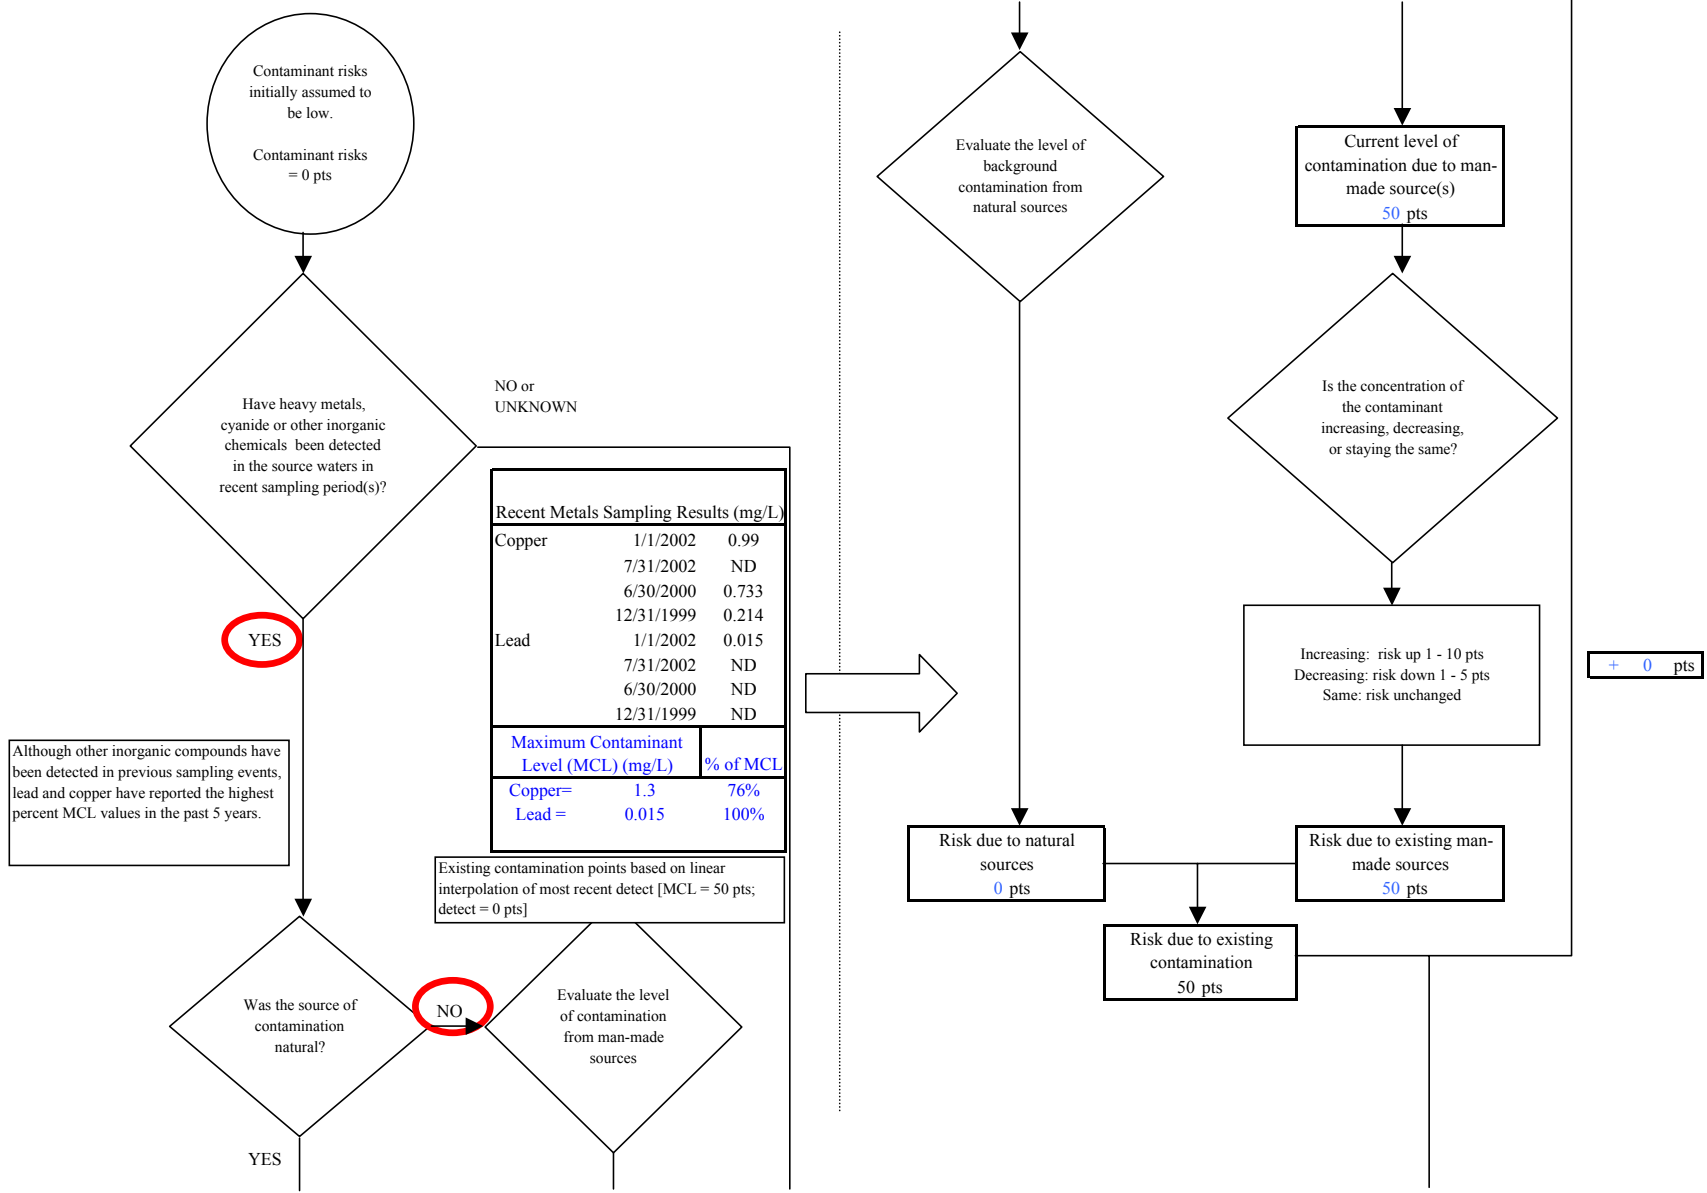 Contaminant risks
initially assumed to
be low.
Contaminant risks
= 0 pts
Have heavy metals,
cyanide or other inorganic
chemicals been detected
in the source waters in
recent sampling period(s)?
NO or
UNKNOWN
YES
Recent Metals Sampling Results (mg/L)
Copper 1/1/2002 0.99
7/31/2002 ND
6/30/2000 0.733
12/31/1999 0.214
Lead 1/1/2002 0.015
7/31/2002 ND
6/30/2000 ND
12/31/1999 ND
Maximum Contaminant
Level (MCL) (mg/L) % of MCL
Copper= 1.3 76%
Lead = 0.015 100%
Although other inorganic compounds have
been detected in previous sampling events,
lead and copper have reported the highest
percent MCL values in the past 5 years.
Existing contamination points based on linear
interpolation of most recent detect [MCL = 50 pts;
detect = 0 pts]
Was the source of
contamination
natural?
NO
Evaluate the level
of contamination
from man-made
sources
YES
Evaluate the level of
background
contamination from
natural sources
Current level of
contamination due to man-
made source(s)
50 pts
Is the concentration of
the contaminant
increasing, decreasing,
or staying the same?
Increasing: risk up 1 - 10 pts
Decreasing: risk down 1 - 5 pts
Same: risk unchanged
+ 0 pts
Risk due to natural
sources
0 pts
Risk due to existing man-
made sources
50 pts
Risk due to existing
contamination
50 pts